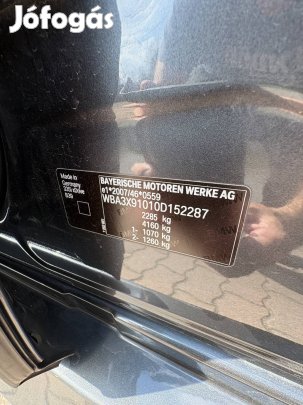 Jófogás
BAYERISCHE MOTOREN WERKE AG
e1*2007/46*0559
WBA3X91010D152287
2285 kg
4160 kg
1- 1070 kg
2- 1260 kg
Made in
Germany